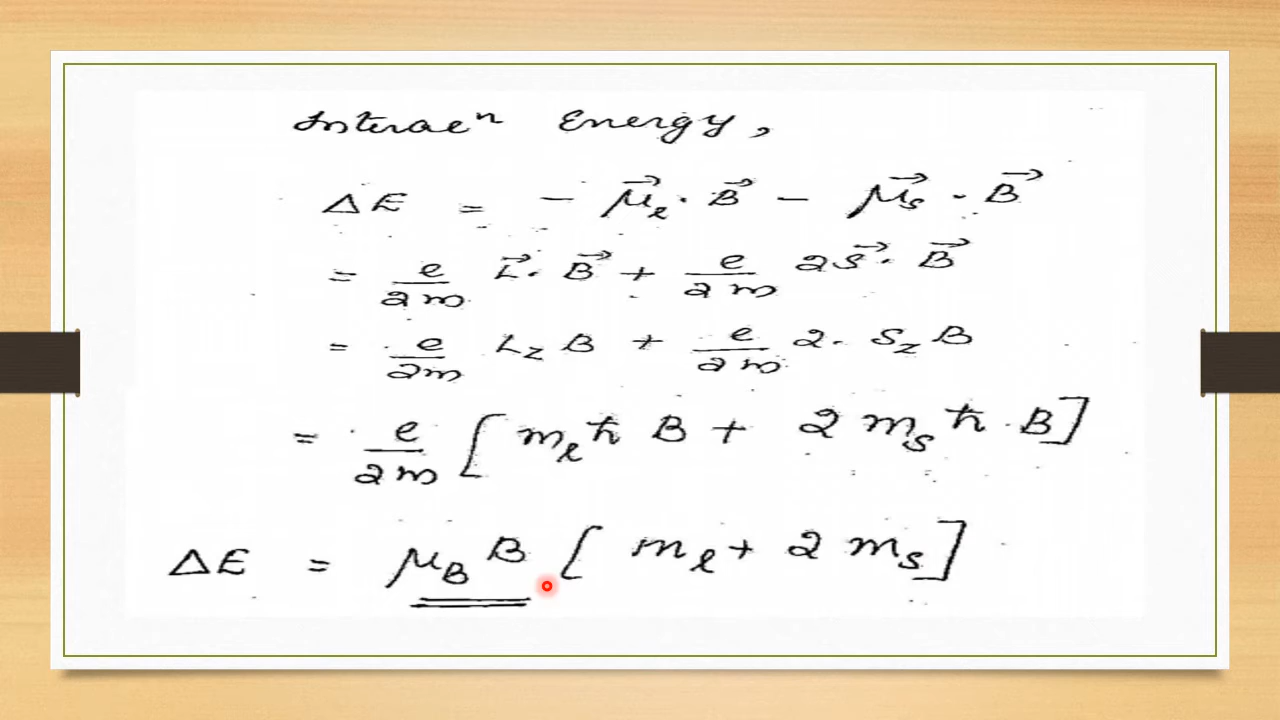 Interacⁿ Energy,
ΔE = − μ⃗ₗ · B⃗ − μ⃗ₛ · B⃗
= e/2m L⃗ · B⃗ + e/2m 2S⃗ · B⃗
= e/2m L_z B + e/2m 2 · S_z B
= e/2m [ mₗ ħ B + 2 mₛ ħ · B ]
ΔE = μ_B B [ mₗ + 2 mₛ ]